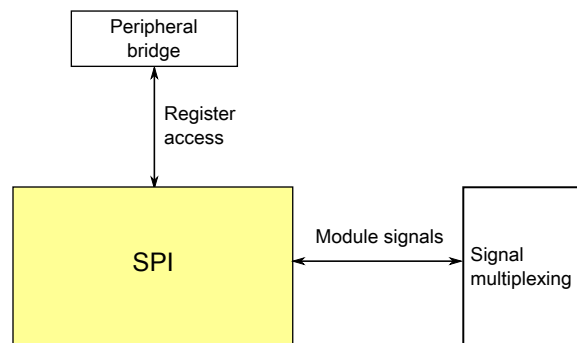 Peripheral
bridge
Register
access
SPI
Module signals
Signal
multiplexing